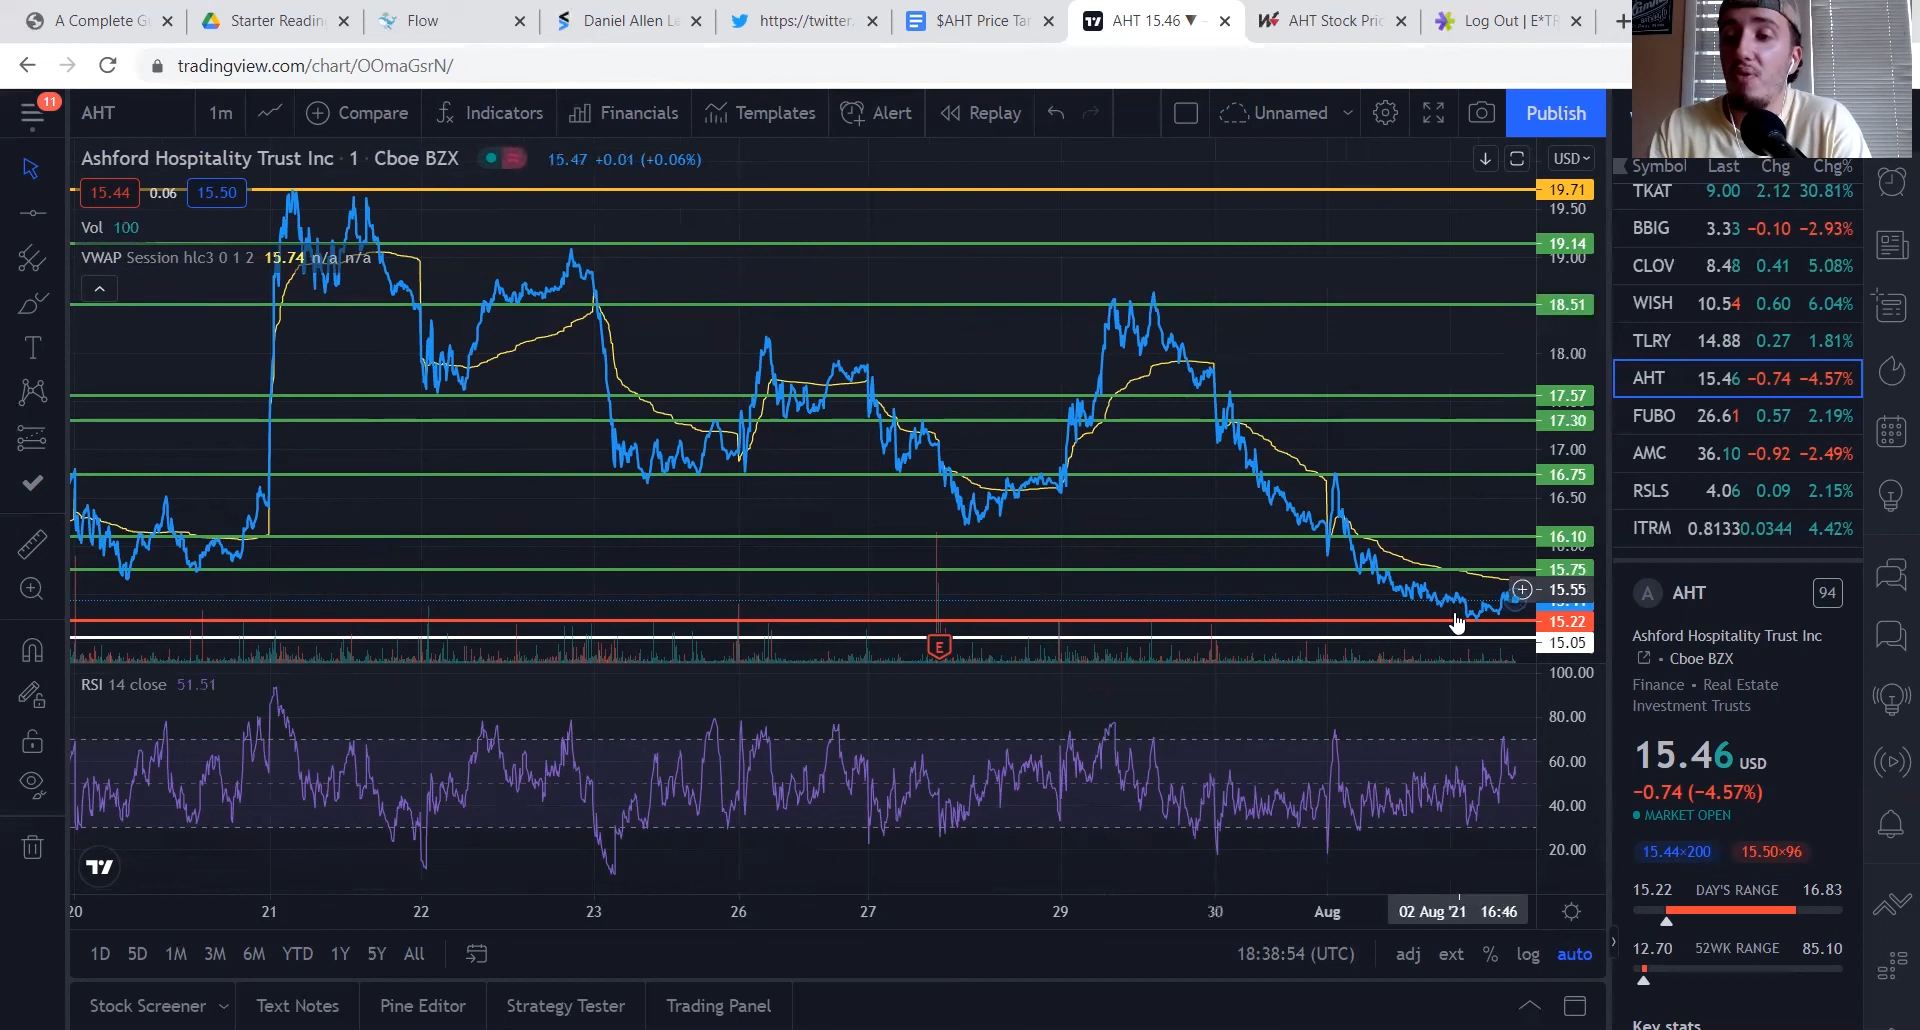 A Complete Gu
Starter Reading
Flow
Daniel Allen Le
https://twitter.
$AHT Price Tar
AHT 15.46 ▼
AHT Stock Pric
Log Out | E*TR
tradingview.com/chart/OOmaGsrN/
11
AHT
1m
Compare
Indicators
Financials
Templates
Alert
Replay
Unnamed
Publish
Ashford Hospitality Trust Inc · 1 · Cboe BZX
15.47 +0.01 (+0.06%)
USD
15.44
0.06
15.50
Vol 100
VWAP Session hlc3 0 1 2 15.74 n/a n/a
19.71
19.50
19.14
19.00
18.51
18.00
17.57
17.30
17.00
16.75
16.50
16.10
15.75
15.55
15.22
15.05
E
RSI 14 close 51.51
100.00
80.00
60.00
40.00
20.00
20
21
22
23
26
27
29
30
Aug
02 Aug '21 16:46
1D
5D
1M
3M
6M
YTD
1Y
5Y
All
18:38:54 (UTC)
adj
ext
%
log
auto
Stock Screener
Text Notes
Pine Editor
Strategy Tester
Trading Panel
Symbol Last Chg Chg%
TKAT 9.00 2.12 30.81%
BBIG 3.33 −0.10 −2.93%
CLOV 8.48 0.41 5.08%
WISH 10.54 0.60 6.04%
TLRY 14.88 0.27 1.81%
AHT 15.46 −0.74 −4.57%
FUBO 26.61 0.57 2.19%
AMC 36.10 −0.92 −2.49%
RSLS 4.06 0.09 2.15%
ITRM 0.8133 0.0344 4.42%
A
AHT
94
Ashford Hospitality Trust Inc
• Cboe BZX
Finance • Real Estate
Investment Trusts
15.46 USD
−0.74 (−4.57%)
MARKET OPEN
15.44×200
15.50×96
15.22 DAY'S RANGE 16.83
12.70 52WK RANGE 85.10
Key stats